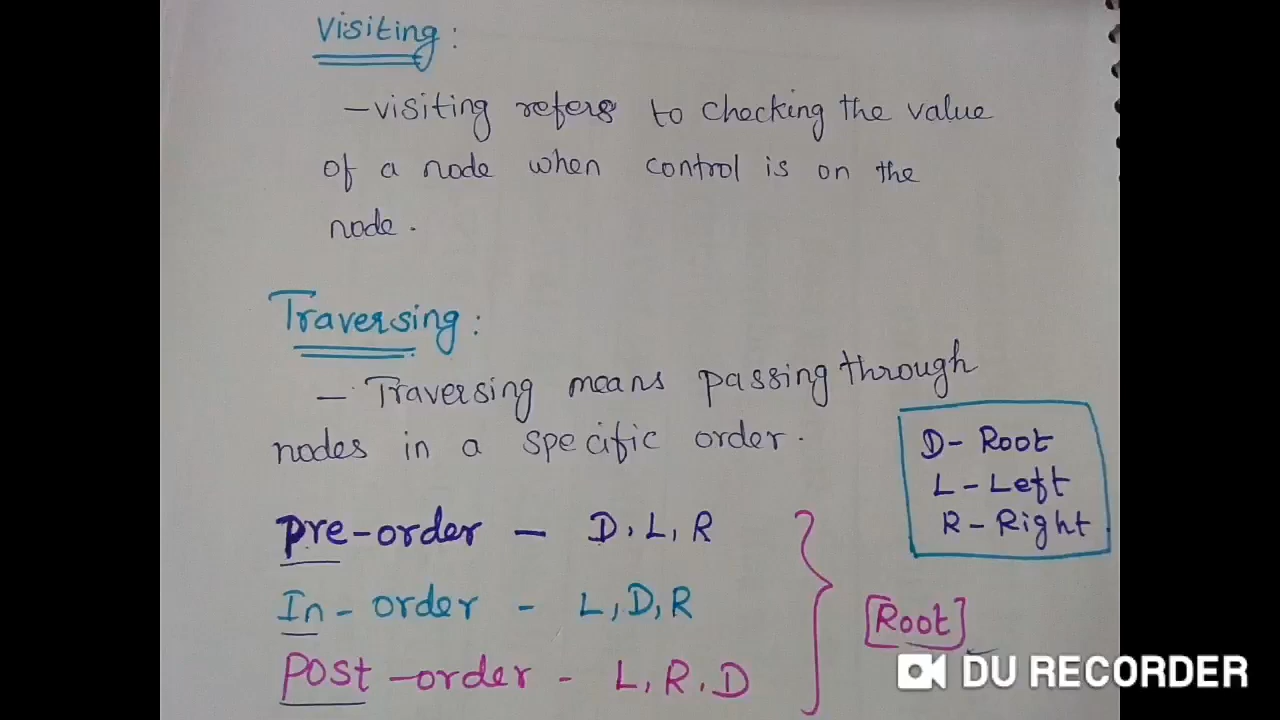 Visiting:
– visiting refers to checking the value
of a node when control is on the
node.
Traversing:
– Traversing means passing through
nodes in a specific order.
D- Root
L - Left
R - Right
Pre-order – D, L, R
In- order - L, D, R
[Root]
Post -order - L, R, D
DU RECORDER